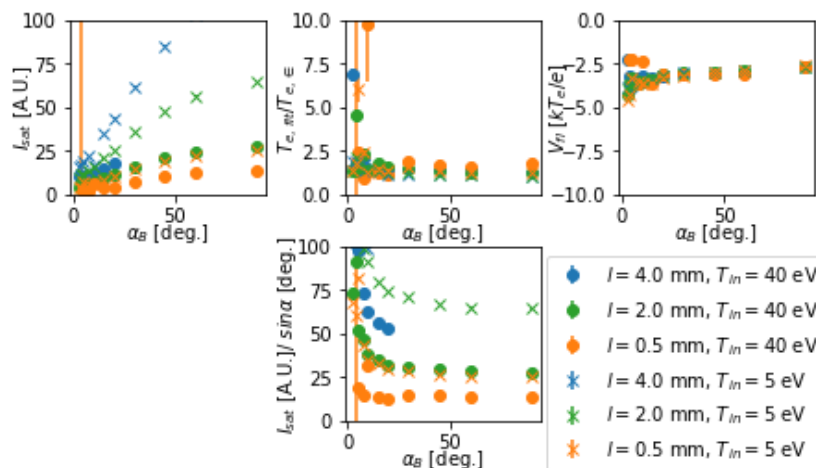 100
75
50
25
0
I_sat [A.U.]
0
50
α_B [deg.]
10.0
7.5
5.0
2.5
0.0
T_e, fit/T_e, ∈
α_B [deg.]
0.0
−2.5
−5.0
−7.5
−10.0
V_fl [kT_e/e]
0
50
α_B [deg.]
100
75
50
25
0
I_sat [A.U.]/ sinα [deg.]
0
50
α_B [deg.]
l = 4.0 mm, T_in = 40 eV
l = 2.0 mm, T_in = 40 eV
l = 0.5 mm, T_in = 40 eV
l = 4.0 mm, T_in = 5 eV
l = 2.0 mm, T_in = 5 eV
l = 0.5 mm, T_in = 5 eV